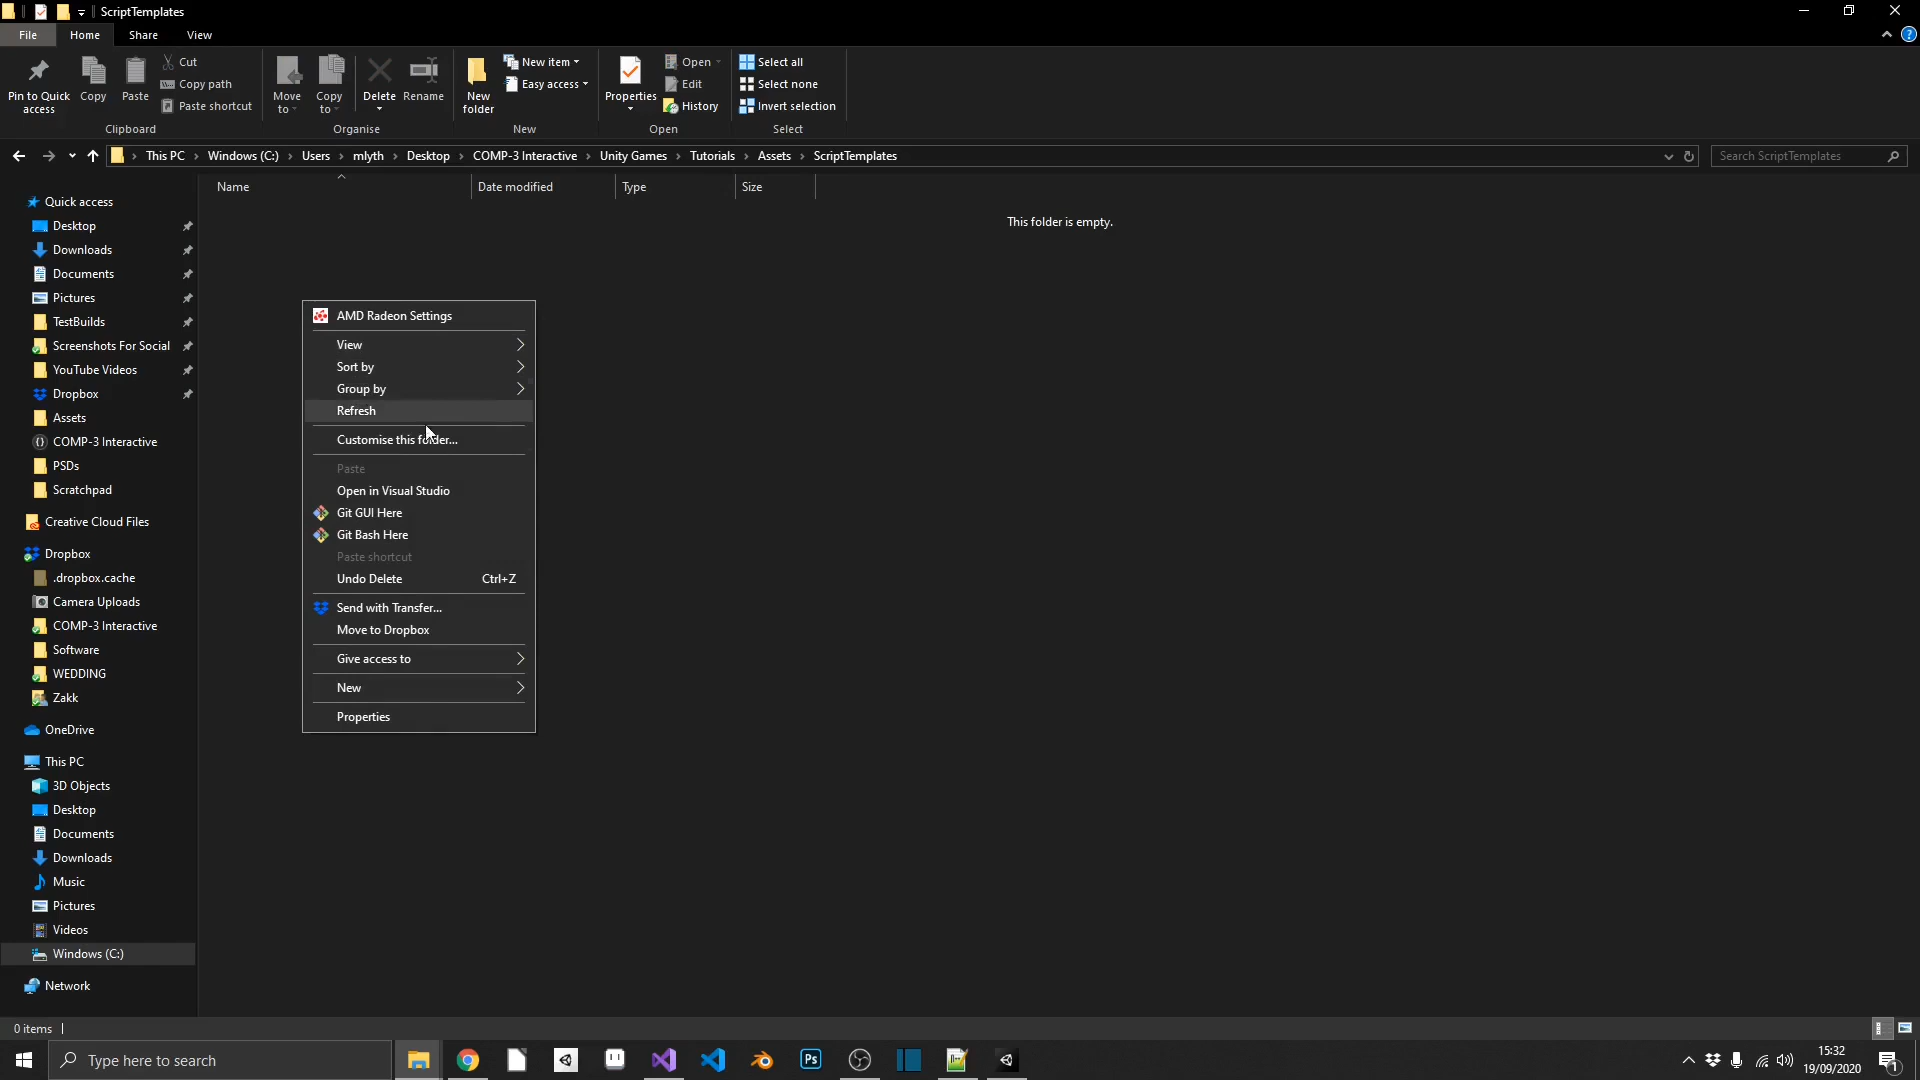 ScriptTemplates
File Home Share View
Pin to Quick access
Copy
Paste
Cut
Copy path
Paste shortcut
Clipboard
Move to
Copy to
Delete
Rename
Organise
New folder
New item
Easy access
New
Properties
Open
Edit
History
Open
Select all
Select none
Invert selection
Select
This PC Windows (C:) Users mlyth Desktop COMP-3 Interactive Unity Games Tutorials Assets ScriptTemplates
Search ScriptTemplates
Name Date modified Type Size
This folder is empty.
Quick access
Desktop
Downloads
Documents
Pictures
TestBuilds
Screenshots For Social
YouTube Videos
Dropbox
Assets
COMP-3 Interactive
PSDs
Scratchpad
Creative Cloud Files
Dropbox
.dropbox.cache
Camera Uploads
COMP-3 Interactive
Software
WEDDING
Zakk
OneDrive
This PC
3D Objects
Desktop
Documents
Downloads
Music
Pictures
Videos
Windows (C:)
Network
AMD Radeon Settings
View
Sort by
Group by
Refresh
Customise this folder...
Paste
Open in Visual Studio
Git GUI Here
Git Bash Here
Paste shortcut
Undo Delete Ctrl+Z
Send with Transfer...
Move to Dropbox
Give access to
New
Properties
0 items
Type here to search
Ps
15:32
19/09/2020
1